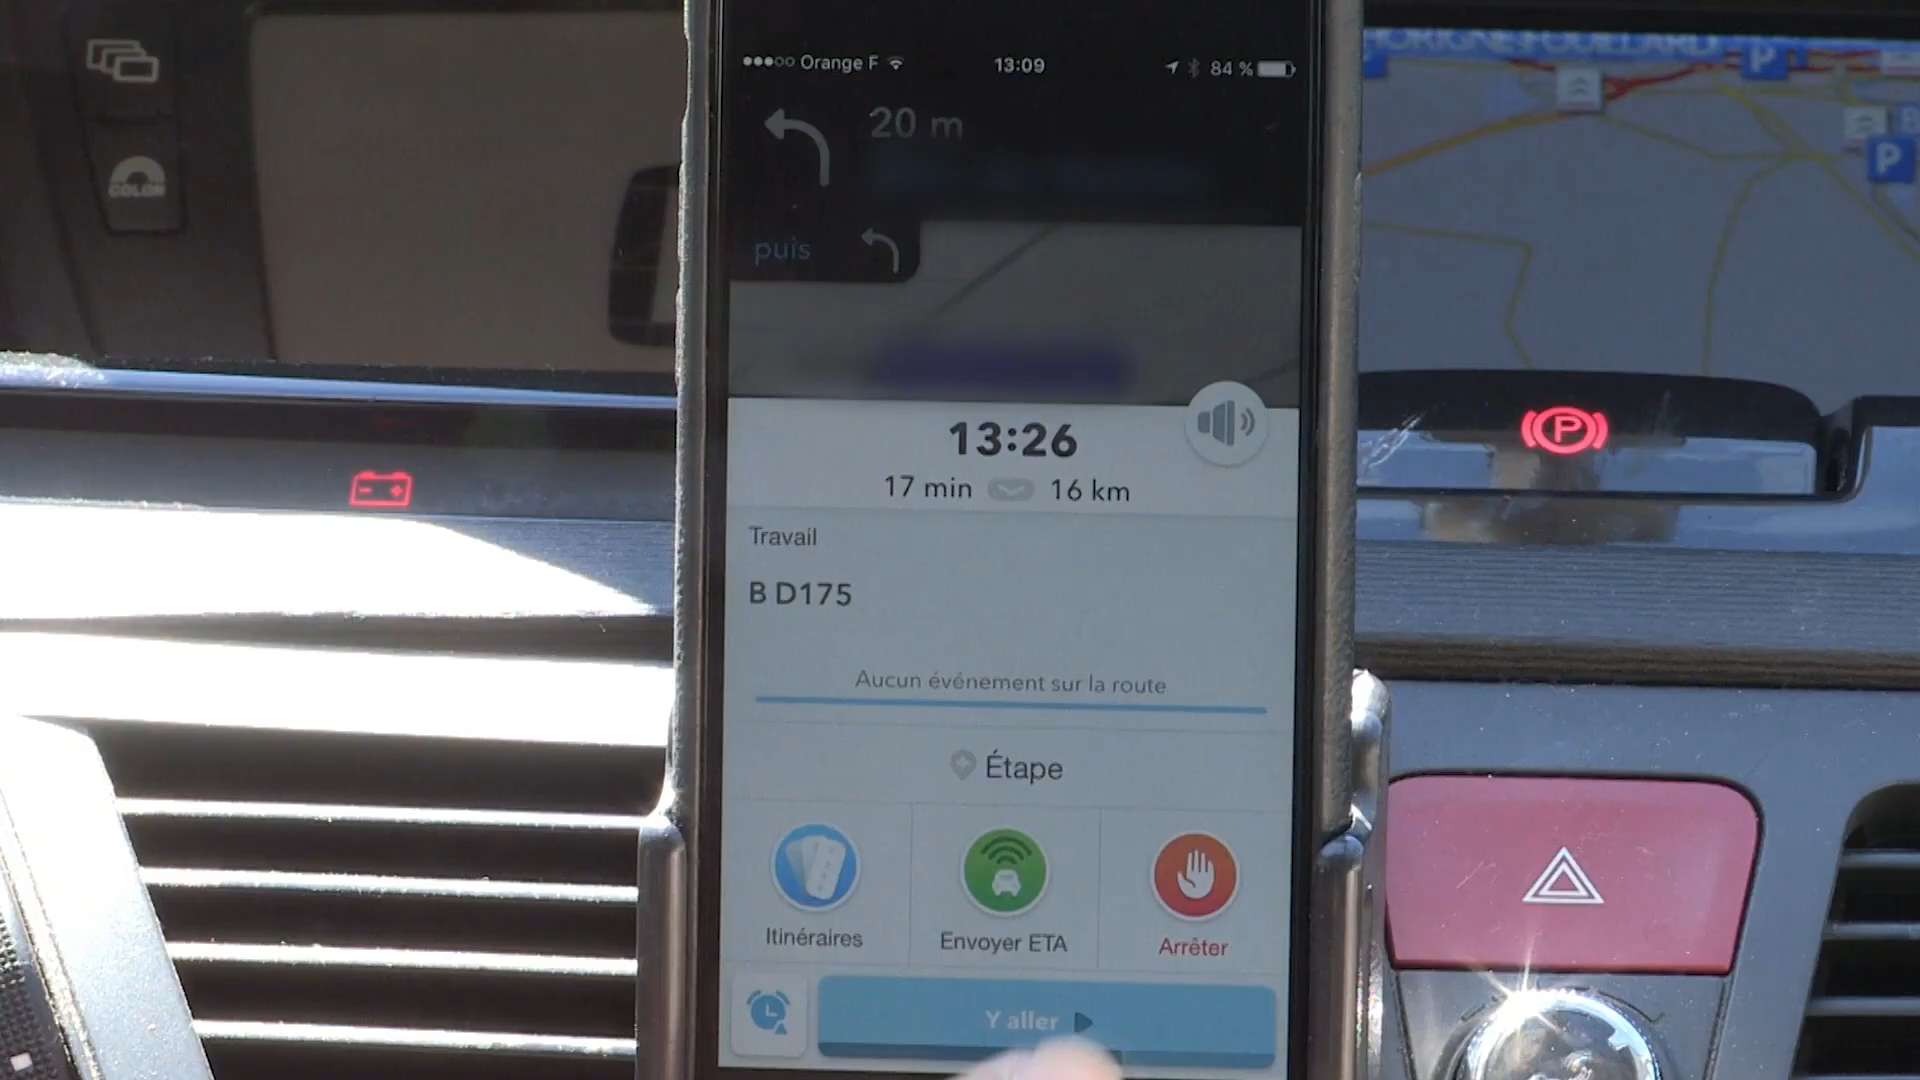 COLOR
Orange F 13:09 84 %
20 m
puis
13:26
17 min 16 km
Travail
B D175
Aucun événement sur la route
Étape
Itinéraires Envoyer ETA Arrêter
Y aller
P
P
P